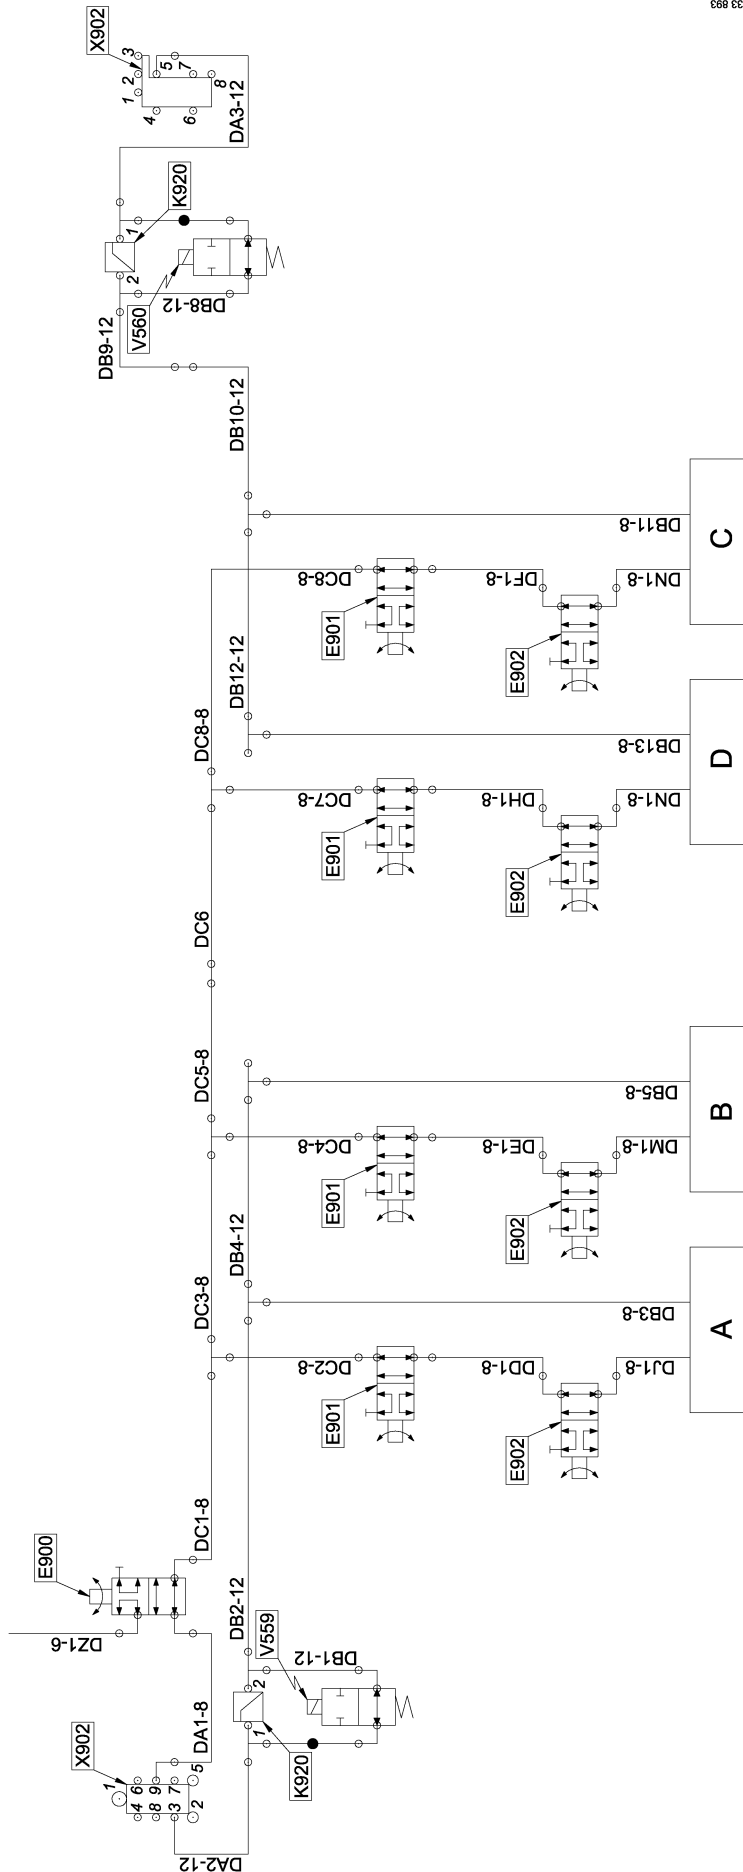 33 893
X902
1 2 3
4 5
6 7
8
DA3-12
K920
1
2
V560
DB8-12
DB9-12
DB10-12
DB11-8
C
DC8-8
E901
DF1-8
E902
DN1-8
DB12-12
DC8-8
DB13-8
D
DC7-8
E901
DH1-8
E902
DN1-8
DC6
DC5-8
DB5-8
B
DC4-8
E901
DE1-8
E902
DM1-8
DB4-12
DC3-8
DB3-8
A
DC2-8
E901
DD1-8
E902
DJ1-8
DC1-8
E900
DZ1-6
DB2-12
V559
DB1-12
2
1
K920
DA1-8
X902
1
4 6
8 9
3 7
2 5
DA2-12